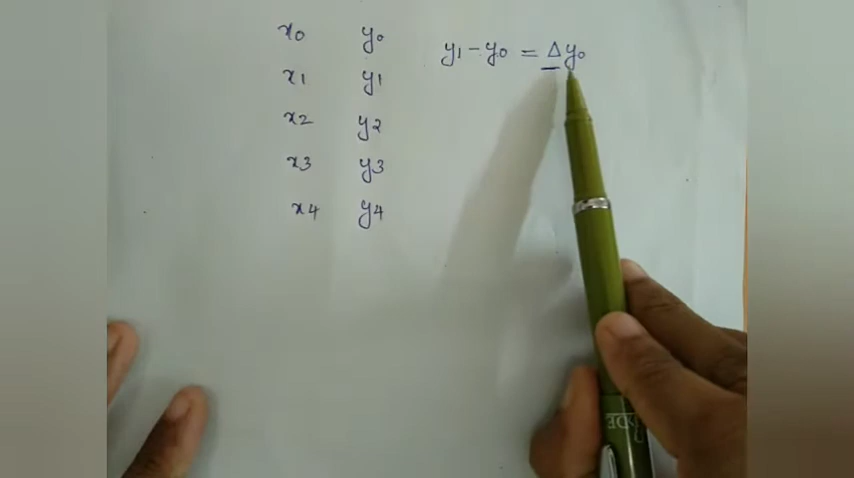 x0 y0 y1 - y0 = Δy0
x1 y1
x2 y2
x3 y3
x4 y4